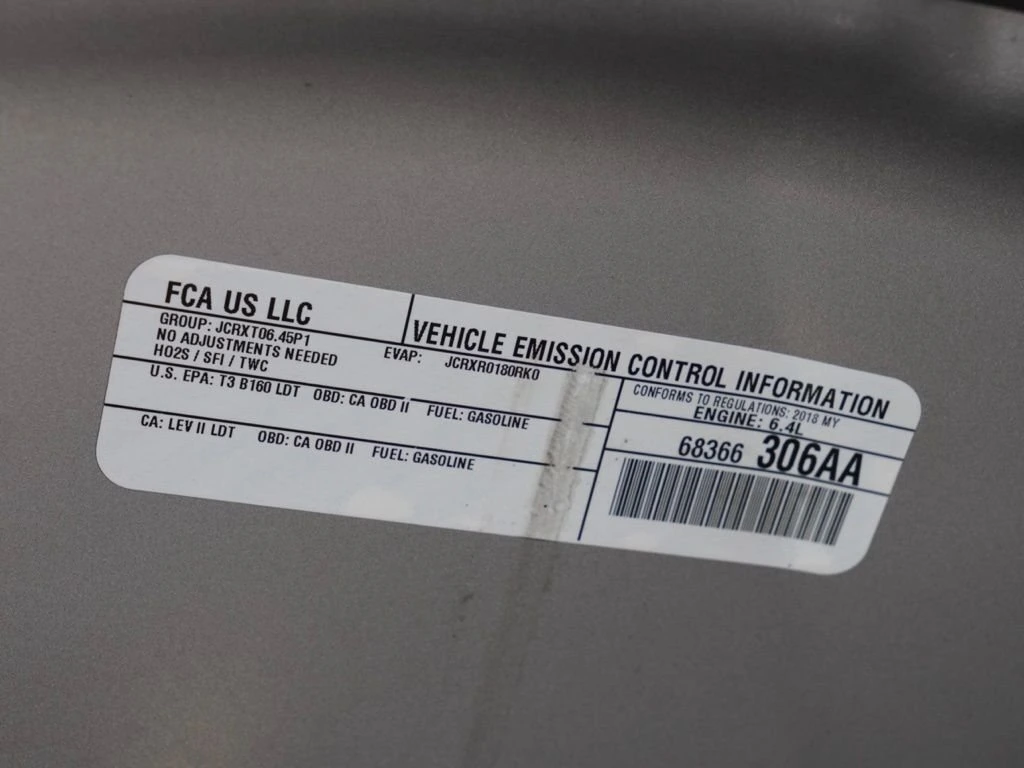 FCA US LLC
VEHICLE EMISSION CONTROL INFORMATION
GROUP: JCRXT06.45P1
EVAP: JCRXR0180RK0
NO ADJUSTMENTS NEEDED
HO2S / SFI / TWC
U.S. EPA: T3 B160 LDT OBD: CA OBD II FUEL: GASOLINE
CA: LEV II LDT OBD: CA OBD II FUEL: GASOLINE
CONFORMS TO REGULATIONS: 2018 MY
ENGINE: 6.4L
68366 306AA